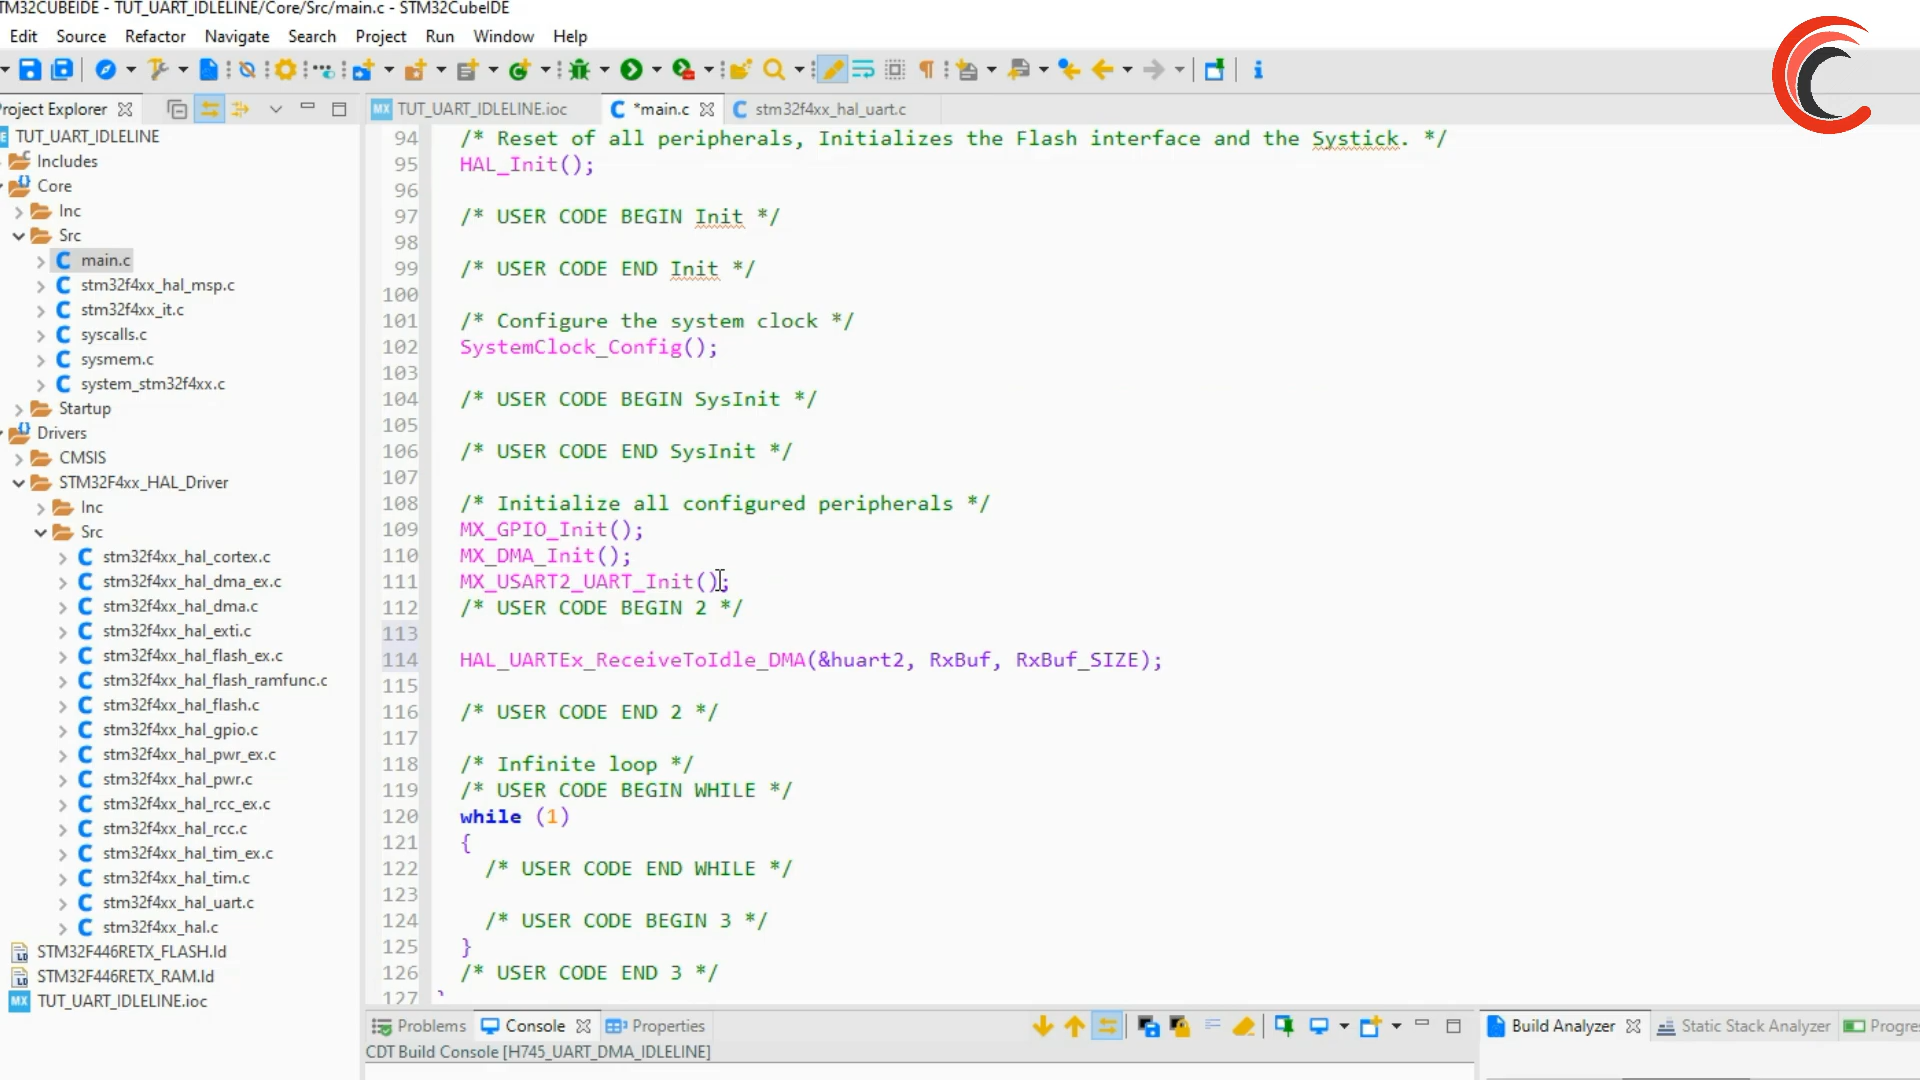 TM32CUBEIDE - TUT_UART_IDLELINE/Core/Src/main.c - STM32CubeIDE
Edit Source Refactor Navigate Search Project Run Window Help
Project Explorer
TUT_UART_IDLELINE.ioc *main.c stm32f4xx_hal_uart.c
TUT_UART_IDLELINE
Includes
Core
Inc
Src
main.c
stm32f4xx_hal_msp.c
stm32f4xx_it.c
syscalls.c
sysmem.c
system_stm32f4xx.c
Startup
Drivers
CMSIS
STM32F4xx_HAL_Driver
Inc
Src
stm32f4xx_hal_cortex.c
stm32f4xx_hal_dma_ex.c
stm32f4xx_hal_dma.c
stm32f4xx_hal_exti.c
stm32f4xx_hal_flash_ex.c
stm32f4xx_hal_flash_ramfunc.c
stm32f4xx_hal_flash.c
stm32f4xx_hal_gpio.c
stm32f4xx_hal_pwr_ex.c
stm32f4xx_hal_pwr.c
stm32f4xx_hal_rcc_ex.c
stm32f4xx_hal_rcc.c
stm32f4xx_hal_tim_ex.c
stm32f4xx_hal_tim.c
stm32f4xx_hal_uart.c
stm32f4xx_hal.c
STM32F446RETX_FLASH.ld
STM32F446RETX_RAM.ld
TUT_UART_IDLELINE.ioc
94 /* Reset of all peripherals, Initializes the Flash interface and the Systick. */
95 HAL_Init();
96
97 /* USER CODE BEGIN Init */
98
99 /* USER CODE END Init */
100
101 /* Configure the system clock */
102 SystemClock_Config();
103
104 /* USER CODE BEGIN SysInit */
105
106 /* USER CODE END SysInit */
107
108 /* Initialize all configured peripherals */
109 MX_GPIO_Init();
110 MX_DMA_Init();
111 MX_USART2_UART_Init();
112 /* USER CODE BEGIN 2 */
113
114 HAL_UARTEx_ReceiveToIdle_DMA(&huart2, RxBuf, RxBuf_SIZE);
115
116 /* USER CODE END 2 */
117
118 /* Infinite loop */
119 /* USER CODE BEGIN WHILE */
120 while (1)
121 {
122 /* USER CODE END WHILE */
123
124 /* USER CODE BEGIN 3 */
125 }
126 /* USER CODE END 3 */
127 }
Problems Console Properties
CDT Build Console [H745_UART_DMA_IDLELINE]
Build Analyzer Static Stack Analyzer Progre